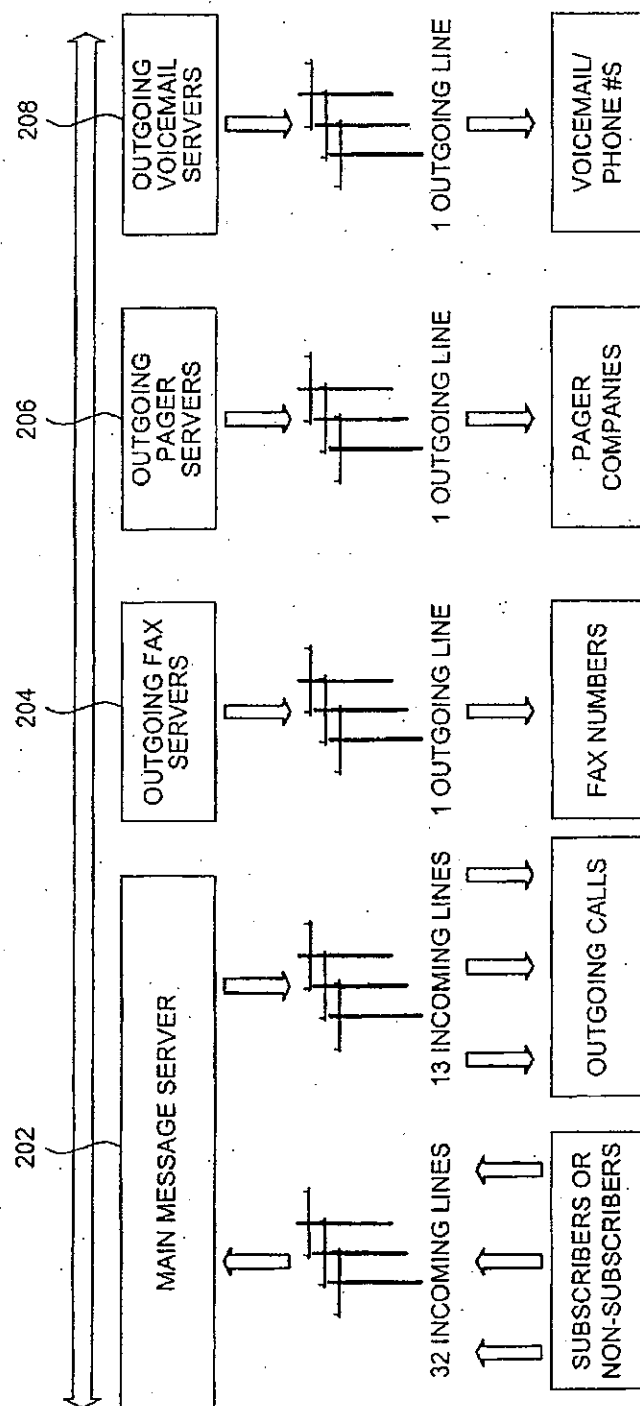 202
204
206
208
MAIN MESSAGE SERVER
OUTGOING FAX
SERVERS
OUTGOING
PAGER
SERVERS
OUTGOING
VOICEMAIL
SERVERS
32 INCOMING LINES
13 INCOMING LINES
1 OUTGOING LINE
1 OUTGOING LINE
1 OUTGOING LINE
SUBSCRIBERS OR
NON-SUBSCRIBERS
OUTGOING CALLS
FAX NUMBERS
PAGER
COMPANIES
VOICEMAIL/
PHONE #S